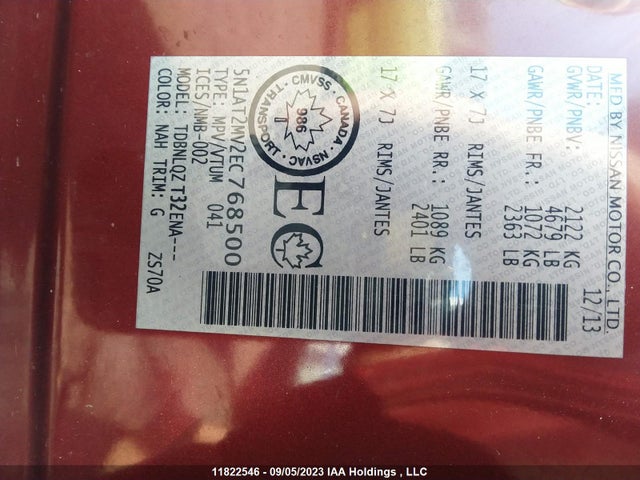 MFD BY NISSAN MOTOR CO., LTD.
DATE: 12/13
GVWR/PNBV: 2122 KG
4679 LB
GAWR/PNBE FR.: 1072 KG
2363 LB
17 X 7J RIMS/JANTES
GAWR/PNBE RR.: 1089 KG
2401 LB
17 X 7J RIMS/JANTES
CMVSS · CANADA · NSVAC · TRANSPORT
986
EC
5N1AT2MV2EC768500
TYPE: MPV/VTUM 041
ICES/NMB-002
MODEL: TDBNLQZ T32ENA---
COLOR: NAH TRIM: G ZS70A
11822546 - 09/05/2023 IAA Holdings , LLC